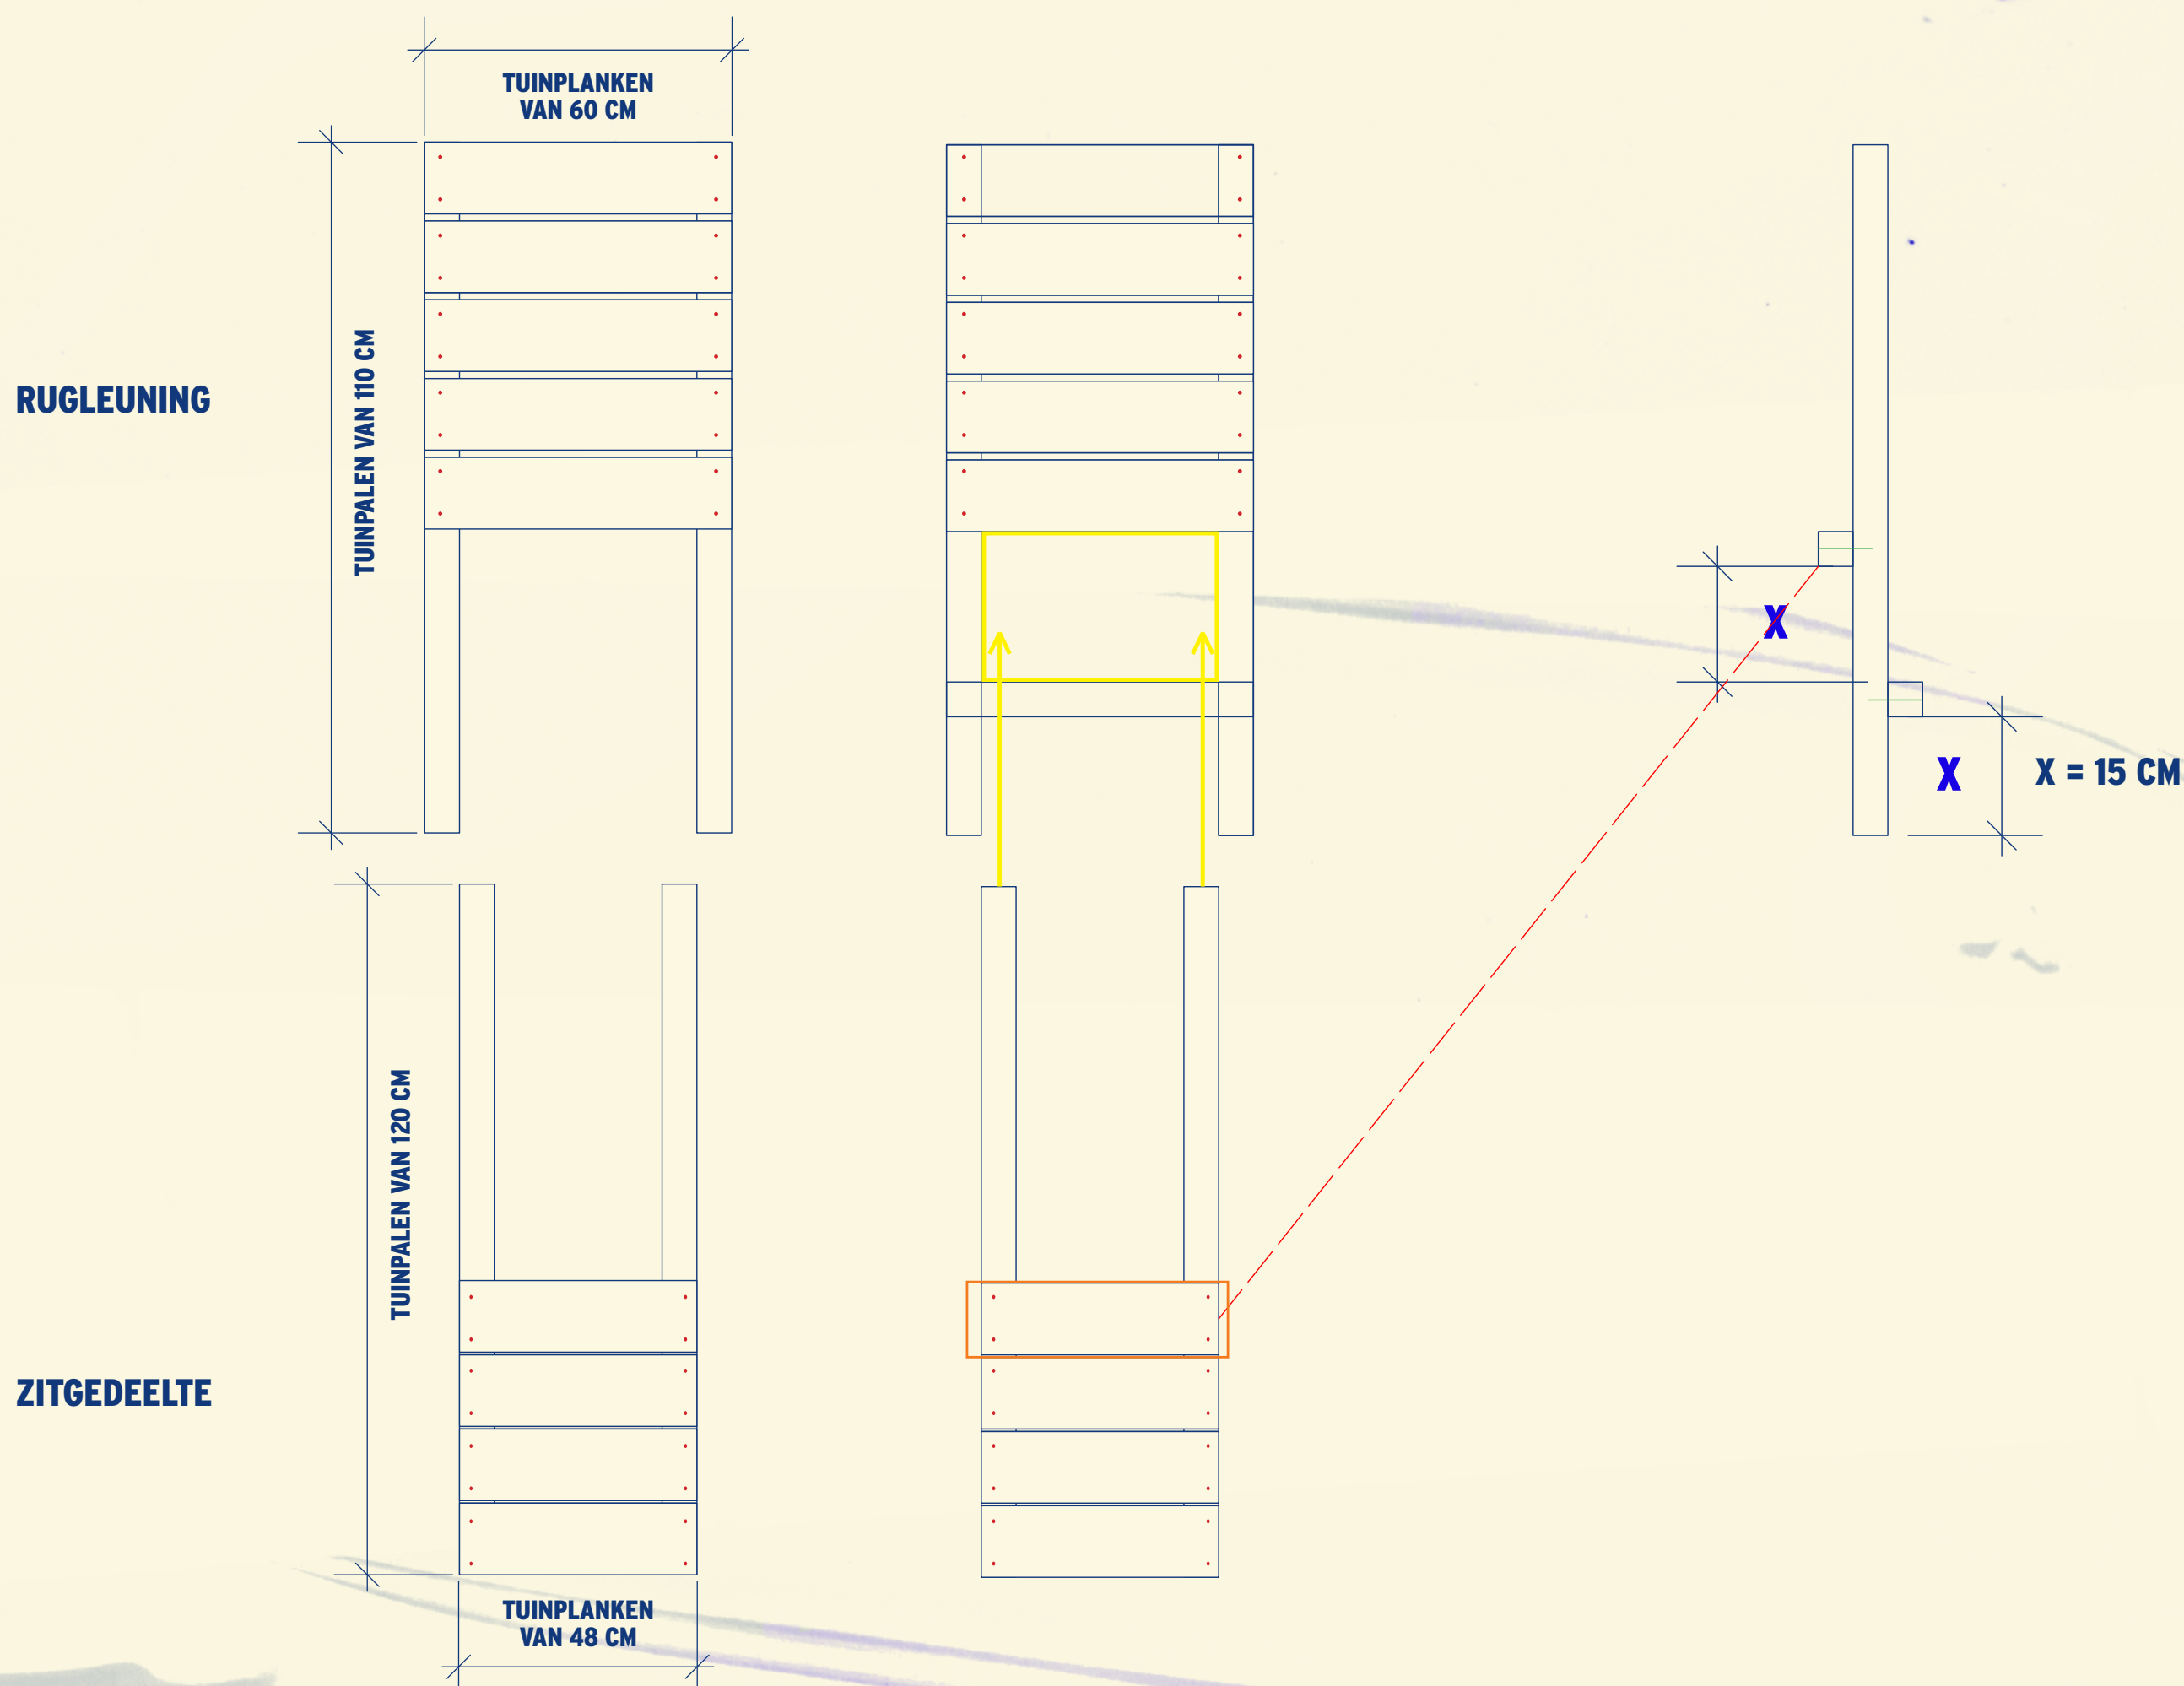 TUINPLANKEN
VAN 60 CM
RUGLEUNING
TUINPALEN VAN 110 CM
X
X
X = 15 CM
TUINPALEN VAN 120 CM
ZITGEDEELTE
TUINPLANKEN
VAN 48 CM